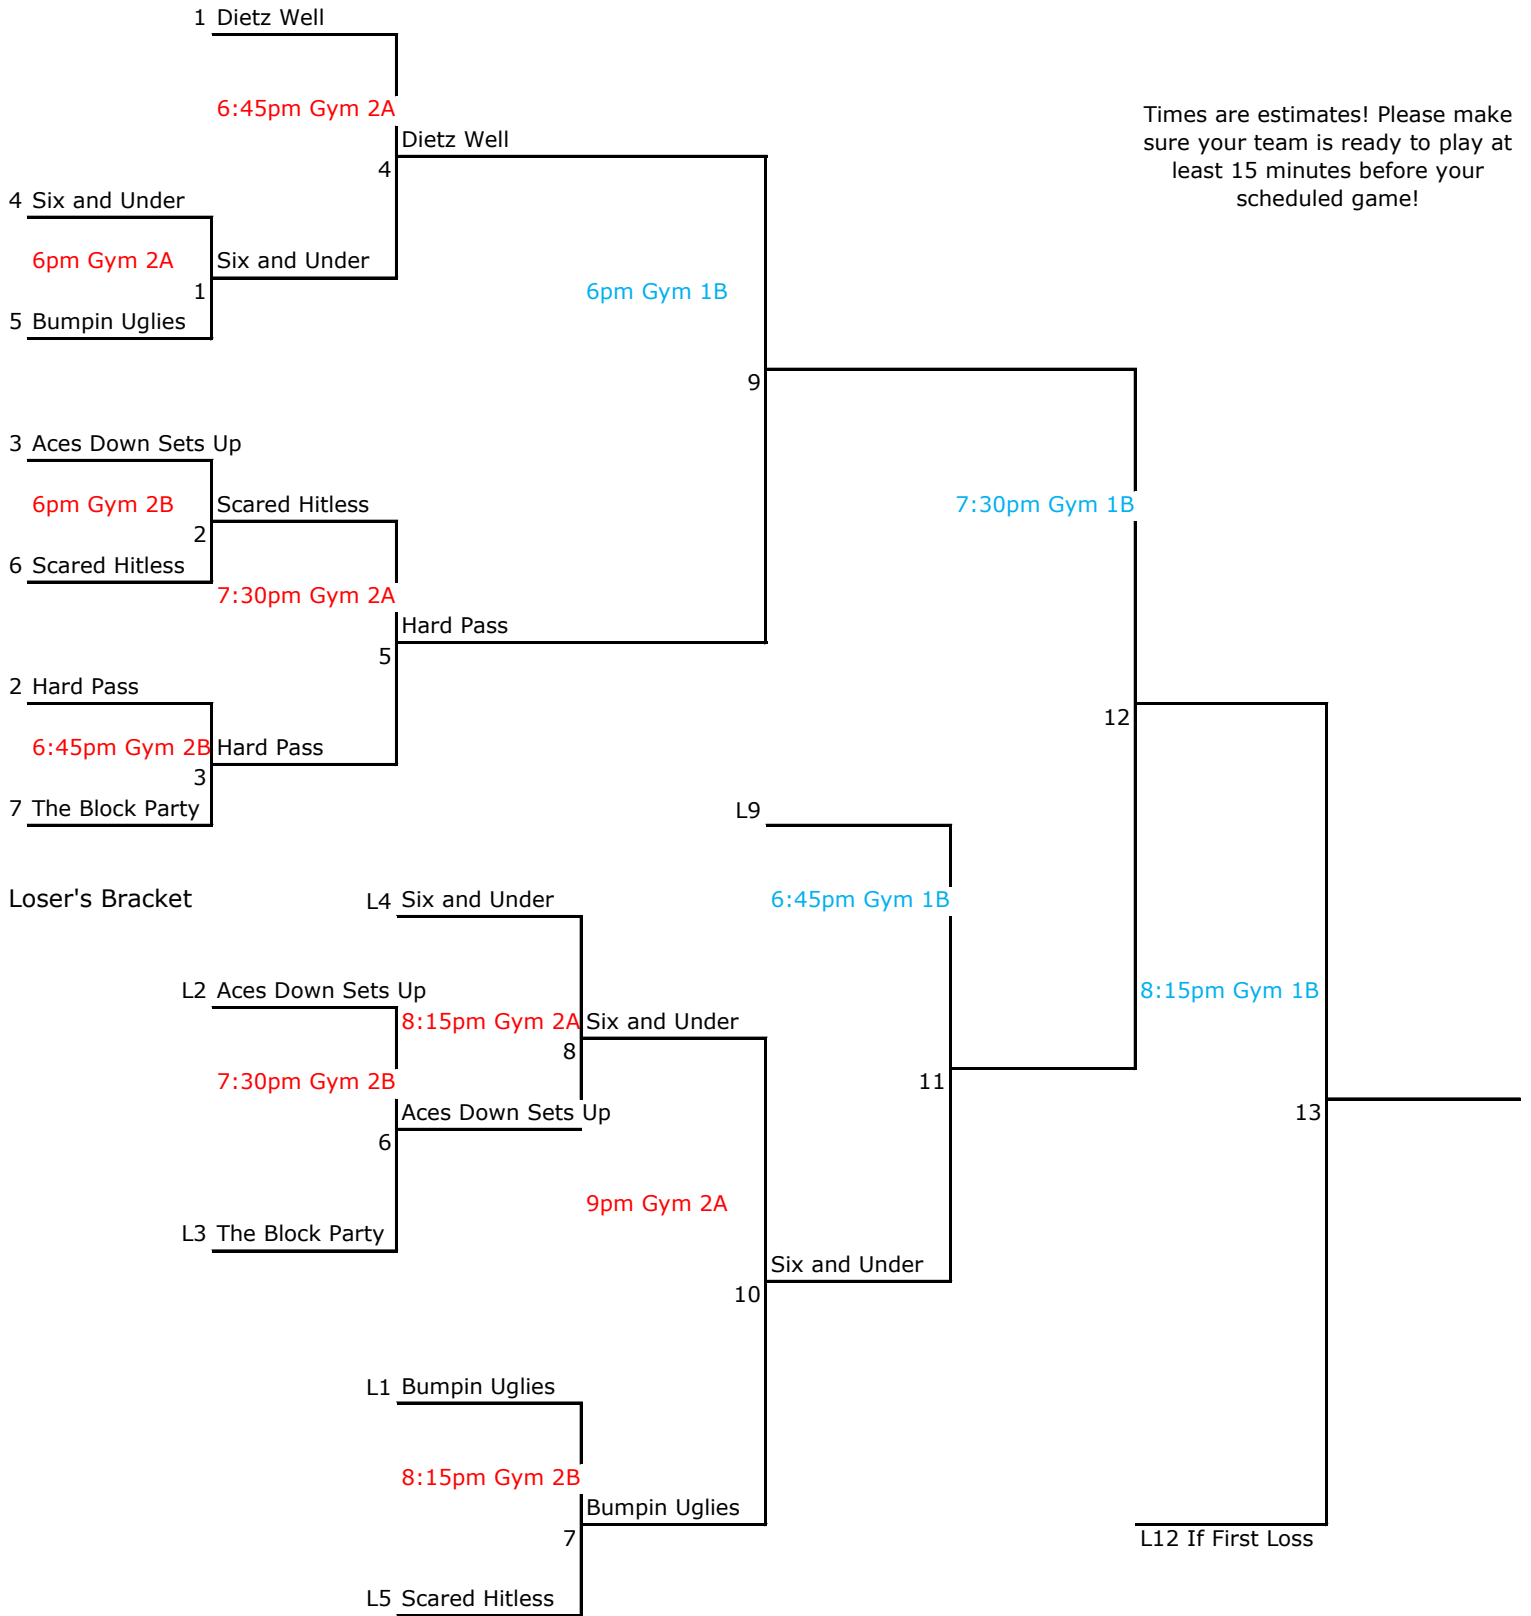 1 Dietz Well
6:45pm Gym 2A
Times are estimates! Please make
sure your team is ready to play at
least 15 minutes before your
scheduled game!
Dietz Well
4
4 Six and Under
6pm Gym 2A
Six and Under
1
6pm Gym 1B
5 Bumpin Uglies
9
3 Aces Down Sets Up
6pm Gym 2B
Scared Hitless
7:30pm Gym 1B
2
6 Scared Hitless
7:30pm Gym 2A
Hard Pass
5
2 Hard Pass
12
6:45pm Gym 2B
Hard Pass
3
7 The Block Party
L9
Loser's Bracket
L4 Six and Under
6:45pm Gym 1B
L2 Aces Down Sets Up
8:15pm Gym 1B
8:15pm Gym 2A
Six and Under
8
7:30pm Gym 2B
11
Aces Down Sets Up
13
6
9pm Gym 2A
L3 The Block Party
Six and Under
10
L1 Bumpin Uglies
8:15pm Gym 2B
Bumpin Uglies
7
L12 If First Loss
L5 Scared Hitless